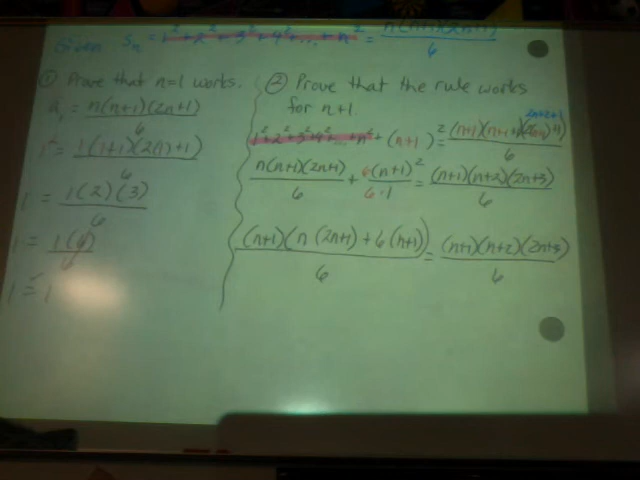 Given Sn = 1² + 2² + 3² + 4² + ... + n² = n(n+1)(2n+1) / 6
① Prove that n=1 works.
a₁ = n(n+1)(2n+1) / 6
1² = 1(1+1)(2(1)+1) / 6
1 = 1(2)(3) / 6
1 = 1(6) / 6
1 = 1
② Prove that the rule works
for n+1.
2n+2+1
1² + 2² + 3² + 4² + ... + n² + (n+1)² = (n+1)(n+1+1)( +1) / 6
n(n+1)(2n+1) / 6 + 6(n+1)² / 6·1 = (n+1)(n+2)(2n+3) / 6
(n+1)(n(2n+1) + 6(n+1)) / 6 = (n+1)(n+2)(2n+3) / 6